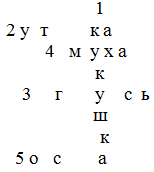 1
2 у т к а
4 м у х а
к
3 г у с ь
ш
к
5 о с а